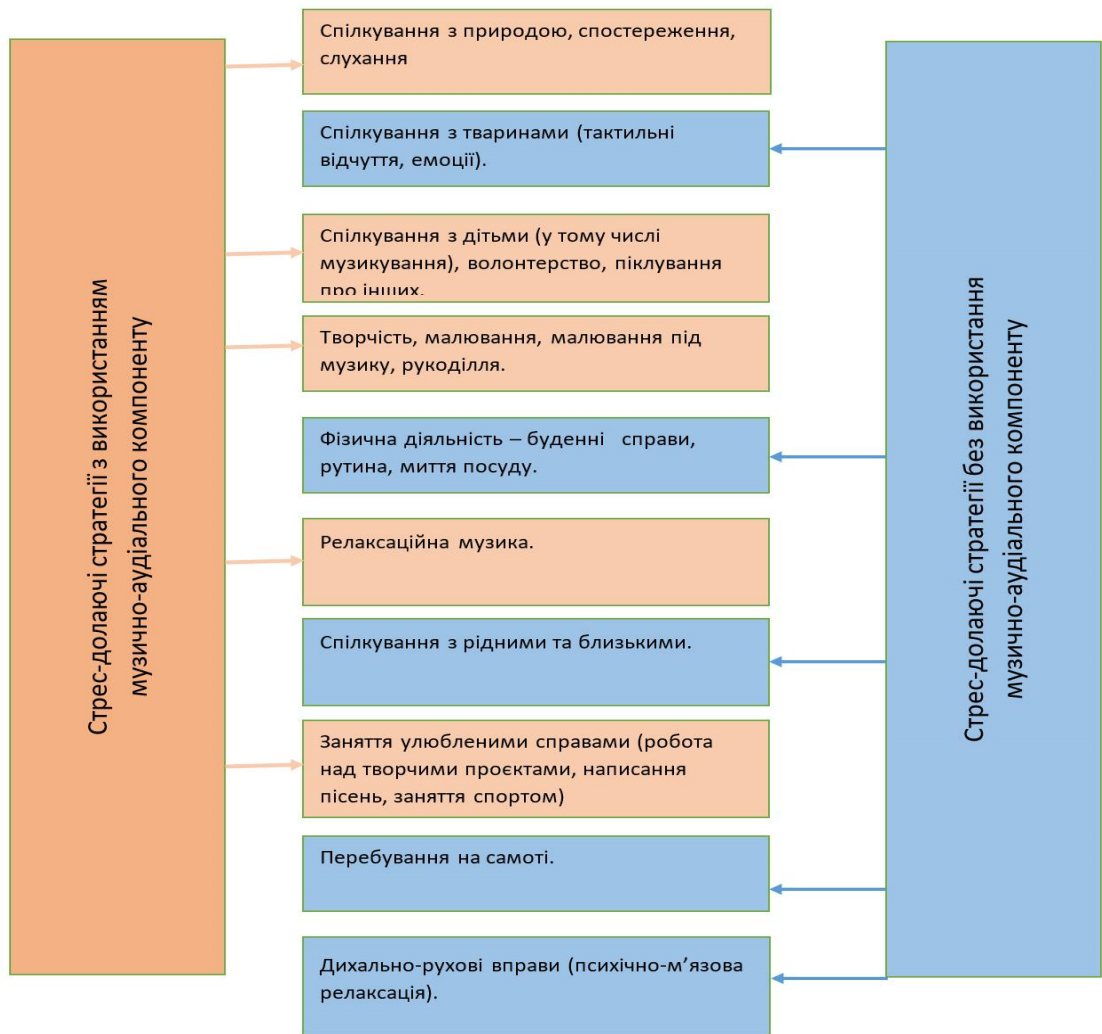 Стрес-долаючі стратегії з використанням
музично-аудіального компоненту
Спілкування з природою, спостереження,
слухання
Спілкування з тваринами (тактильні
відчуття, емоції).
Спілкування з дітьми (у тому числі
музикування), волонтерство, піклування
про інших.
Творчість, малювання, малювання під
музику, рукоділля.
Фізична діяльність – буденні справи,
рутина, миття посуду.
Релаксаційна музика.
Спілкування з рідними та близькими.
Заняття улюбленими справами (робота
над творчими проєктами, написання
пісень, заняття спортом)
Перебування на самоті.
Дихально-рухові вправи (психічно-м’язова
релаксація).
Стрес-долаючі стратегії без використання
музично-аудіального компоненту